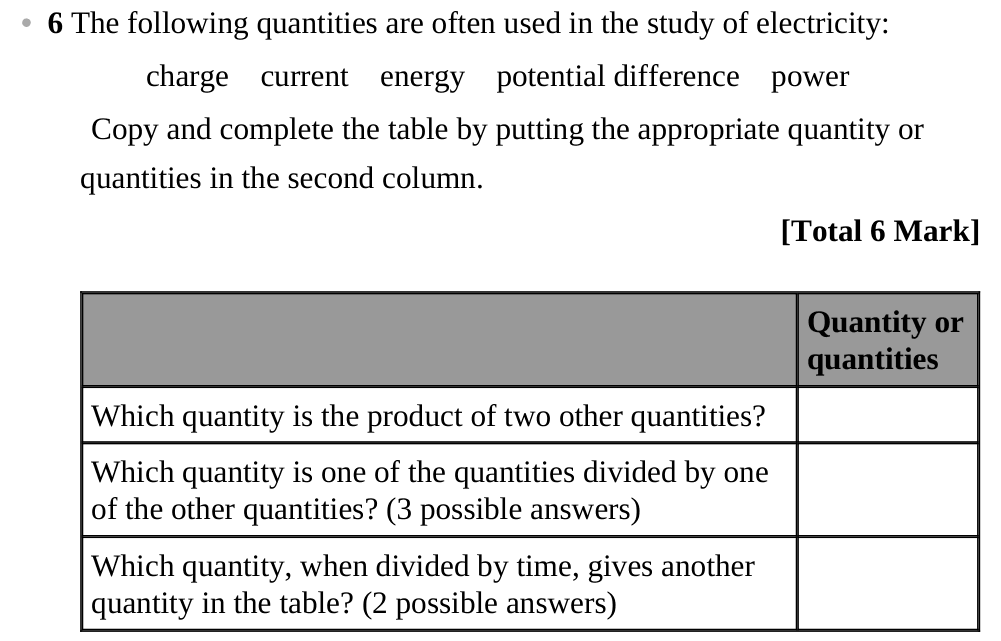 • 6 The following quantities are often used in the study of electricity:
charge current energy potential difference power
Copy and complete the table by putting the appropriate quantity or
quantities in the second column.
[Total 6 Mark]
Quantity or
quantities
Which quantity is the product of two other quantities?
Which quantity is one of the quantities divided by one
of the other quantities? (3 possible answers)
Which quantity, when divided by time, gives another
quantity in the table? (2 possible answers)